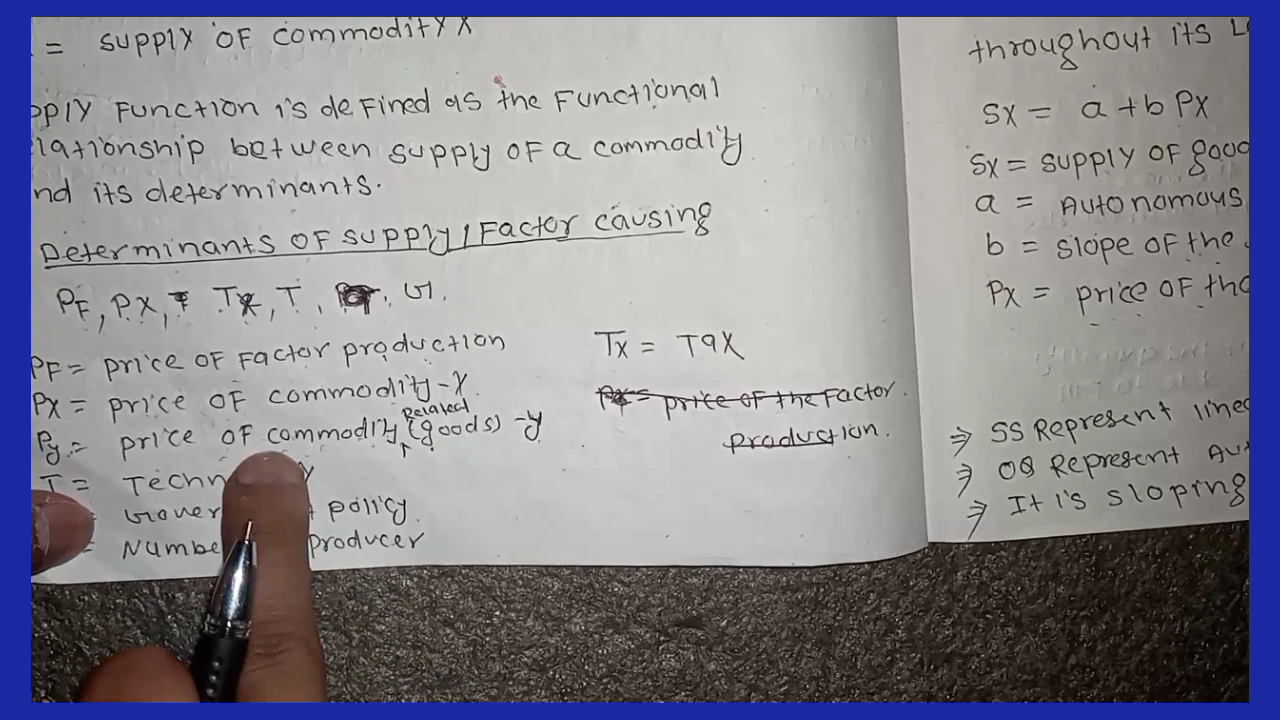 = supply of commodity x
pply Function is defined as the Functional
lationship between supply of a commodity
nd its determinants.
Determinants of supply / Factor causing
PF, PX, Tx, T, G.
PF = price of Factor production
Px = price of commodity-x.
Related
Py = price of commodity (goods) -y
T = Techn y
Gover policy.
= Numbe producer
Tx = Tax
price of the Factor
production.
throughout its L
Sx = a + b Px
Sx = supply of good
a = Autonomous
b = slope of the
Px = price of the
⇒ SS Represent linea
⇒ OQ Represent Aut
⇒ It is sloping